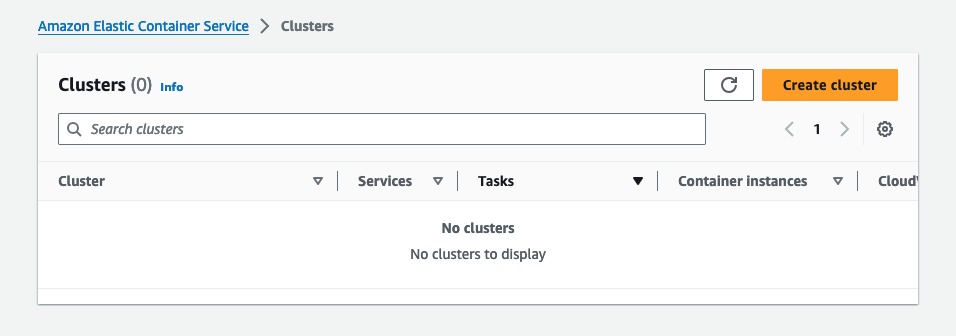 Amazon Elastic Container Service > Clusters
Clusters (0) Info
Create cluster
Search clusters
1
Cluster Services Tasks Container instances Cloud
No clusters
No clusters to display